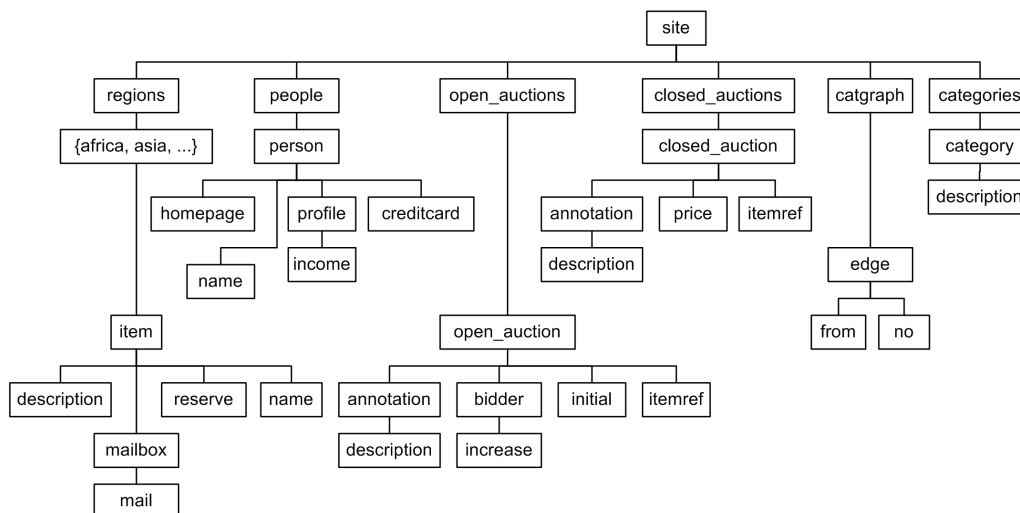 site
regions
people
open_auctions
closed_auctions
catgraph
categories
{africa, asia, ...}
person
closed_auction
category
homepage
profile
creditcard
annotation
price
itemref
description
name
income
description
edge
item
open_auction
from
no
description
reserve
name
annotation
bidder
initial
itemref
mailbox
description
increase
mail